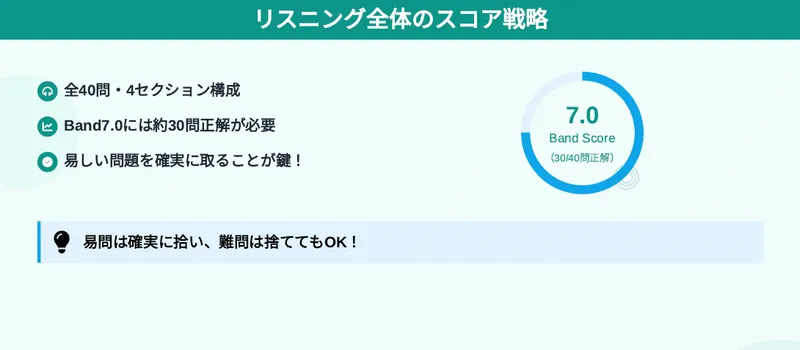 リスニング全体のスコア戦略
全40問・4セクション構成
Band7.0には約30問正解が必要
易しい問題を確実に取ることが鍵！
7.0
Band Score
（30/40問正解）
易問は確実に拾い、難問は捨ててもOK！